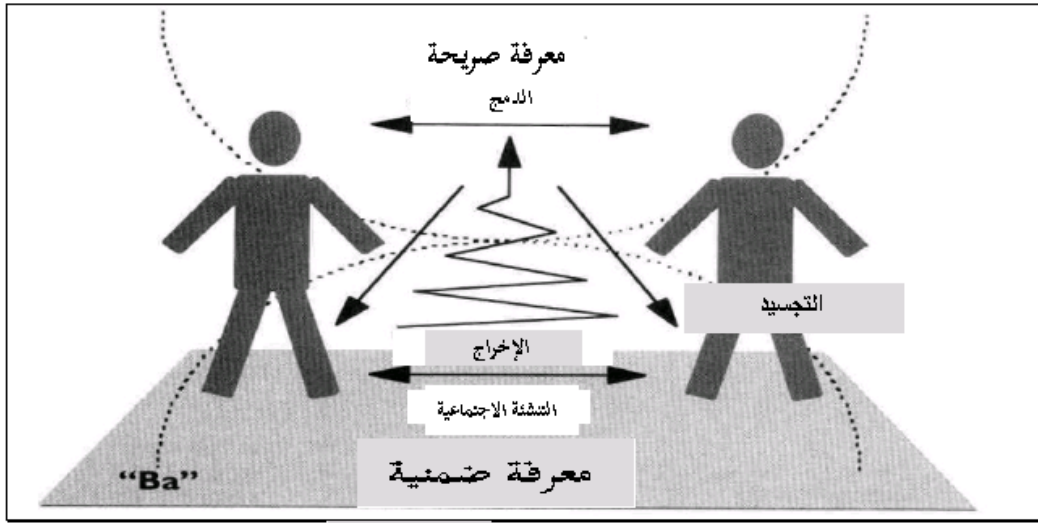 معرفة صريحة
الدمج
التجسيد
الإخراج
التنشئة الاجتماعية
معرفة ضمنية
“Ba”